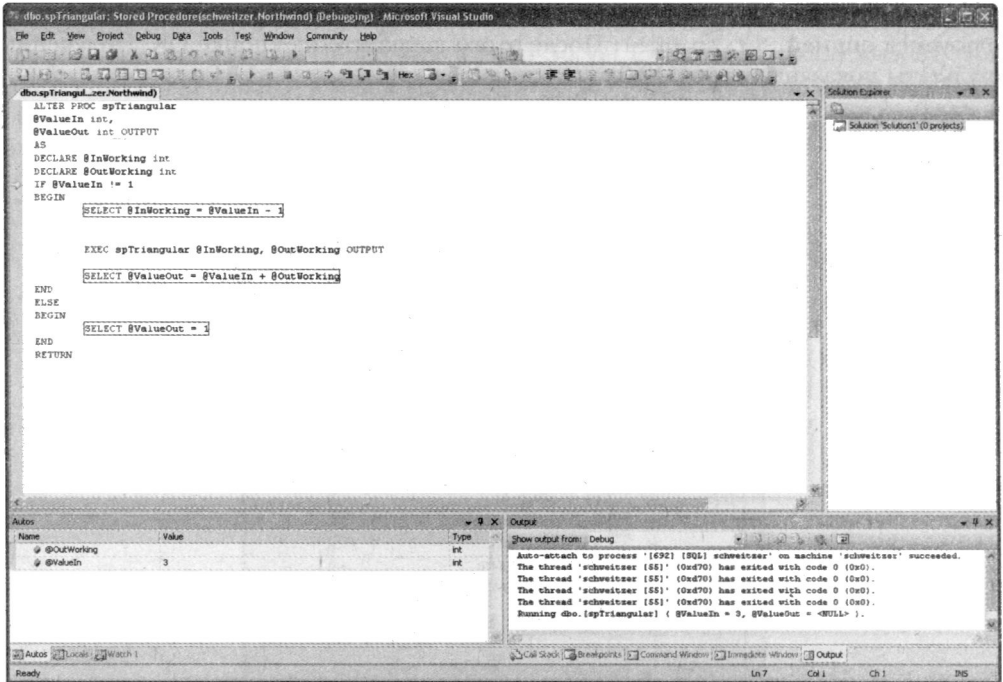 dbo.spTriangular: Stored Procedure(schweitzer.Northwind) (Debugging) - Microsoft Visual Studio
File Edit View Project Debug Data Tools Test Window Community Help
Hex
dbo.spTriangul...zer.Northwind)
Solution Explorer
ALTER PROC spTriangular
@ValueIn int,
@ValueOut int OUTPUT
AS
DECLARE @InWorking int
DECLARE @OutWorking int
IF @ValueIn != 1
BEGIN
SELECT @InWorking = @ValueIn - 1
EXEC spTriangular @InWorking, @OutWorking OUTPUT
SELECT @ValueOut = @ValueIn + @OutWorking
END
ELSE
BEGIN
SELECT @ValueOut = 1
END
RETURN
Solution 'Solution1' (0 projects)
Autos
Name Value Type
@OutWorking int
@ValueIn 3 int
Autos Locals Watch 1
Output
Show output from: Debug
Auto-attach to process '[692] [SQL] schweitzer' on machine 'schweitzer' succeeded.
The thread 'schweitzer [55]' (0xd70) has exited with code 0 (0x0).
The thread 'schweitzer [55]' (0xd70) has exited with code 0 (0x0).
The thread 'schweitzer [55]' (0xd70) has exited with code 0 (0x0).
The thread 'schweitzer [55]' (0xd70) has exited with code 0 (0x0).
Running dbo.[spTriangular] ( @ValueIn = 3, @ValueOut = <NULL> ).
Call Stack Breakpoints Command Window Immediate Window Output
Ready Ln 7 Col 1 Ch 1 INS